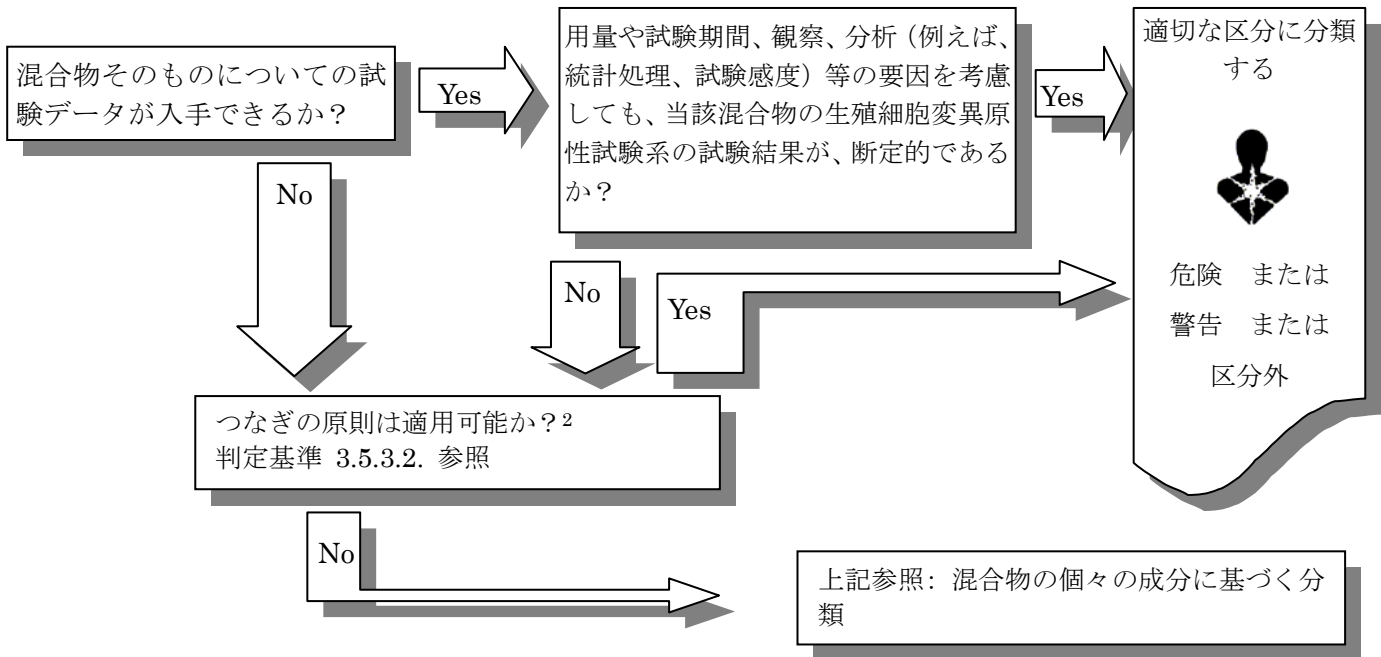 混合物そのものについての試
験データが入手できるか？
Yes
用量や試験期間、観察、分析（例えば、
統計処理、試験感度）等の要因を考慮
しても、当該混合物の生殖細胞変異原
性試験系の試験結果が、断定的である
か？
Yes
適切な区分に分類
する
危険　または
警告　または
区分外
No
No
Yes
つなぎの原則は適用可能か？2
判定基準 3.5.3.2. 参照
No
上記参照: 混合物の個々の成分に基づく分
類